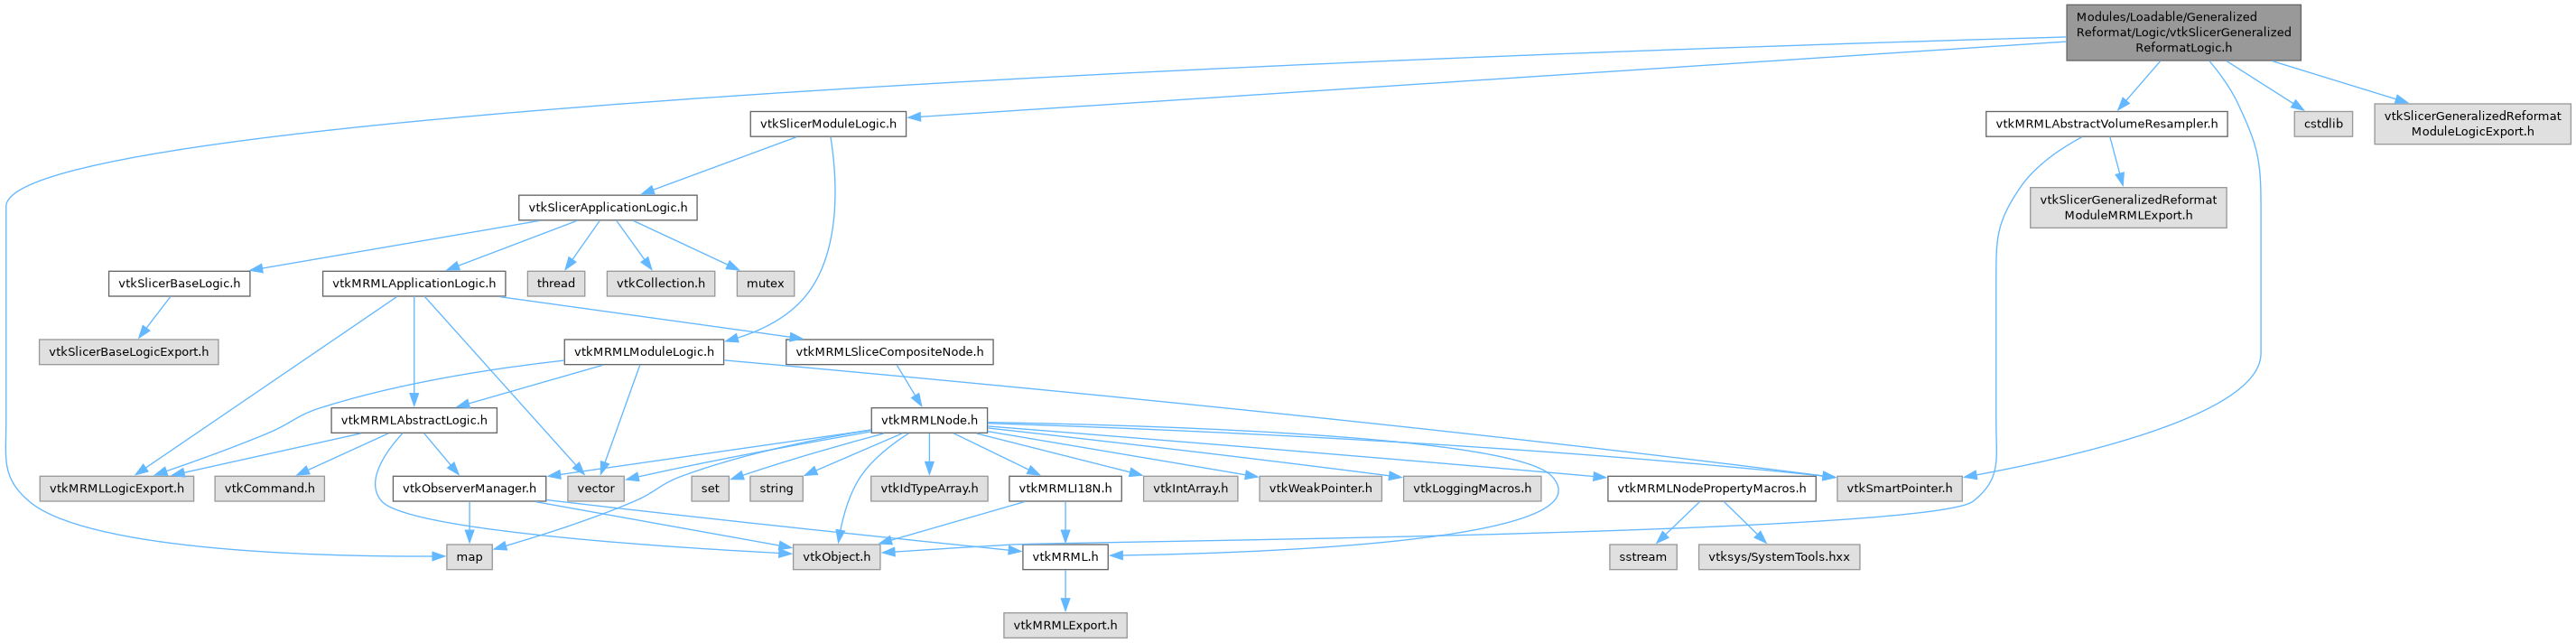 Modules/Loadable/Generalized
Reformat/Logic/vtkSlicerGeneralized
ReformatLogic.h
vtkSlicerModuleLogic.h
vtkMRMLAbstractVolumeResampler.h
cstdlib
vtkSlicerGeneralizedReformat
ModuleLogicExport.h
vtkSlicerApplicationLogic.h
vtkSlicerGeneralizedReformat
ModuleMRMLExport.h
vtkSlicerBaseLogic.h
vtkMRMLApplicationLogic.h
thread
vtkCollection.h
mutex
vtkSlicerBaseLogicExport.h
vtkMRMLModuleLogic.h
vtkMRMLSliceCompositeNode.h
vtkMRMLAbstractLogic.h
vtkMRMLNode.h
vtkMRMLLogicExport.h
vtkCommand.h
vtkObserverManager.h
vector
set
string
vtkIdTypeArray.h
vtkMRMLI18N.h
vtkIntArray.h
vtkWeakPointer.h
vtkLoggingMacros.h
vtkMRMLNodePropertyMacros.h
vtkSmartPointer.h
map
vtkObject.h
vtkMRML.h
sstream
vtksys/SystemTools.hxx
vtkMRMLExport.h